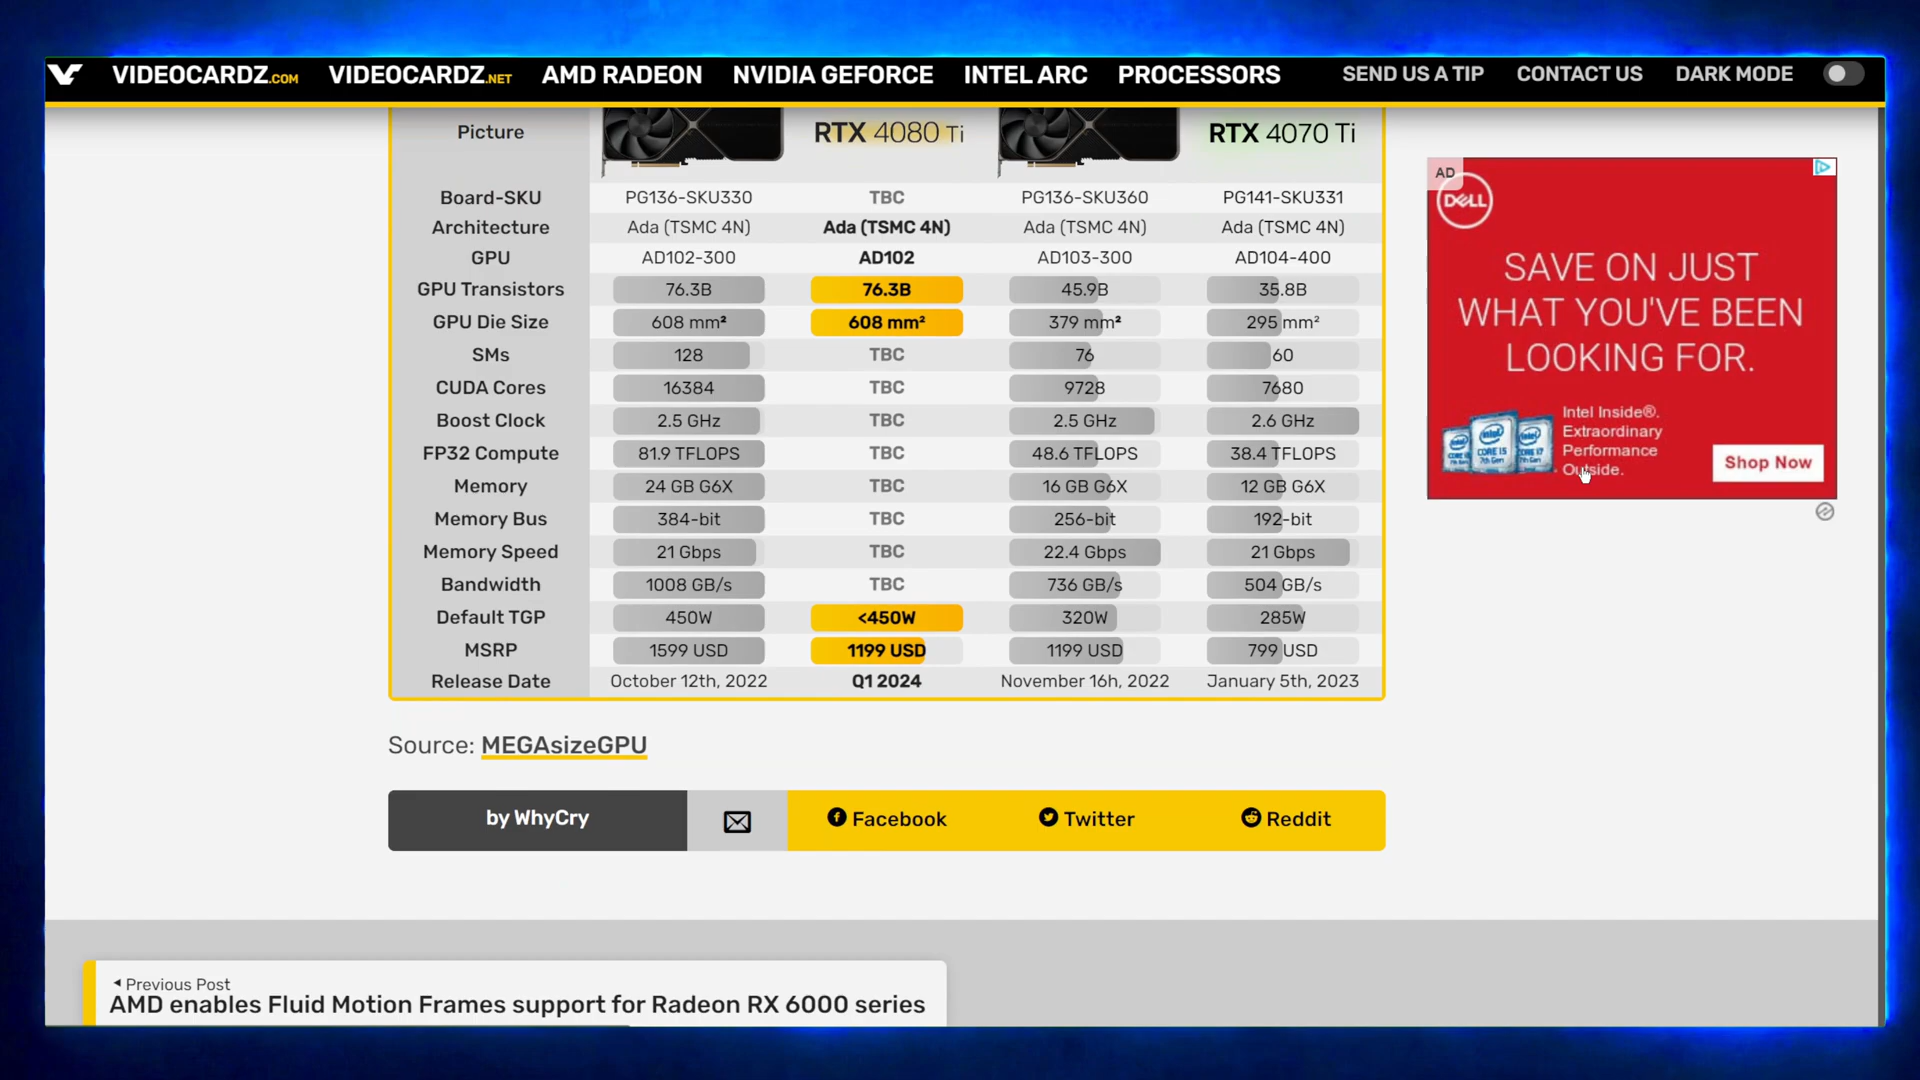 VIDEOCARDZ.COM VIDEOCARDZ.NET AMD RADEON NVIDIA GEFORCE INTEL ARC PROCESSORS SEND US A TIP CONTACT US DARK MODE
Picture RTX 4080 Ti RTX 4070 Ti
Board-SKU PG136-SKU330 TBC PG136-SKU360 PG141-SKU331
Architecture Ada (TSMC 4N) Ada (TSMC 4N) Ada (TSMC 4N) Ada (TSMC 4N)
GPU AD102-300 AD102 AD103-300 AD104-400
GPU Transistors 76.3B 76.3B 45.9B 35.8B
GPU Die Size 608 mm² 608 mm² 379 mm² 295 mm²
SMs 128 TBC 76 60
CUDA Cores 16384 TBC 9728 7680
Boost Clock 2.5 GHz TBC 2.5 GHz 2.6 GHz
FP32 Compute 81.9 TFLOPS TBC 48.6 TFLOPS 38.4 TFLOPS
Memory 24 GB G6X TBC 16 GB G6X 12 GB G6X
Memory Bus 384-bit TBC 256-bit 192-bit
Memory Speed 21 Gbps TBC 22.4 Gbps 21 Gbps
Bandwidth 1008 GB/s TBC 736 GB/s 504 GB/s
Default TGP 450W <450W 320W 285W
MSRP 1599 USD 1199 USD 1199 USD 799 USD
Release Date October 12th, 2022 Q1 2024 November 16h, 2022 January 5th, 2023
Source: MEGAsizeGPU
by WhyCry Facebook Twitter Reddit
Previous Post
AMD enables Fluid Motion Frames support for Radeon RX 6000 series
AD
DELL
SAVE ON JUST
WHAT YOU'VE BEEN
LOOKING FOR.
Intel Inside®.
Extraordinary
Performance
Outside.
Shop Now